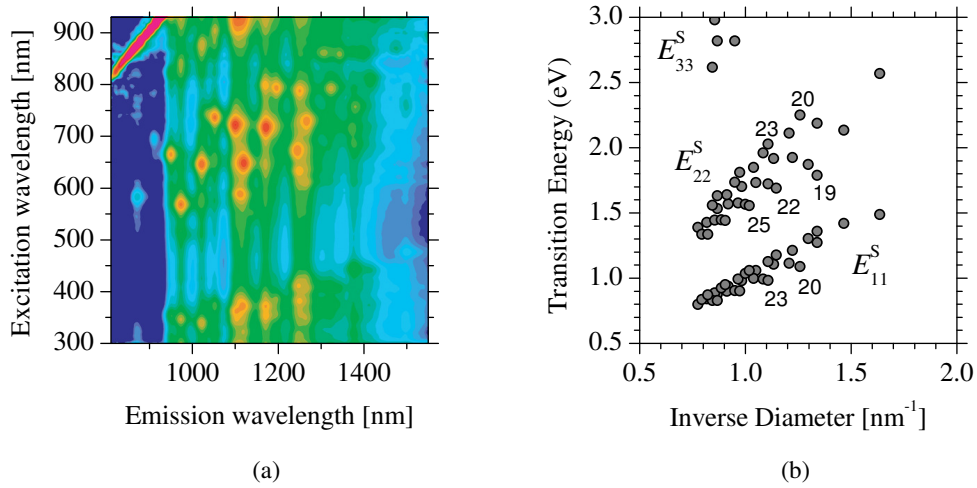 900
800
700
600
500
400
300
Excitation wavelength [nm]
1000 1200 1400
Emission wavelength [nm]
(a)
3.0
2.5
2.0
1.5
1.0
0.5
Transition Energy (eV)
E^S_33
E^S_22
E^S_11
20
23
19
22
25
20
23
0.5 1.0 1.5 2.0
Inverse Diameter [nm^-1]
(b)